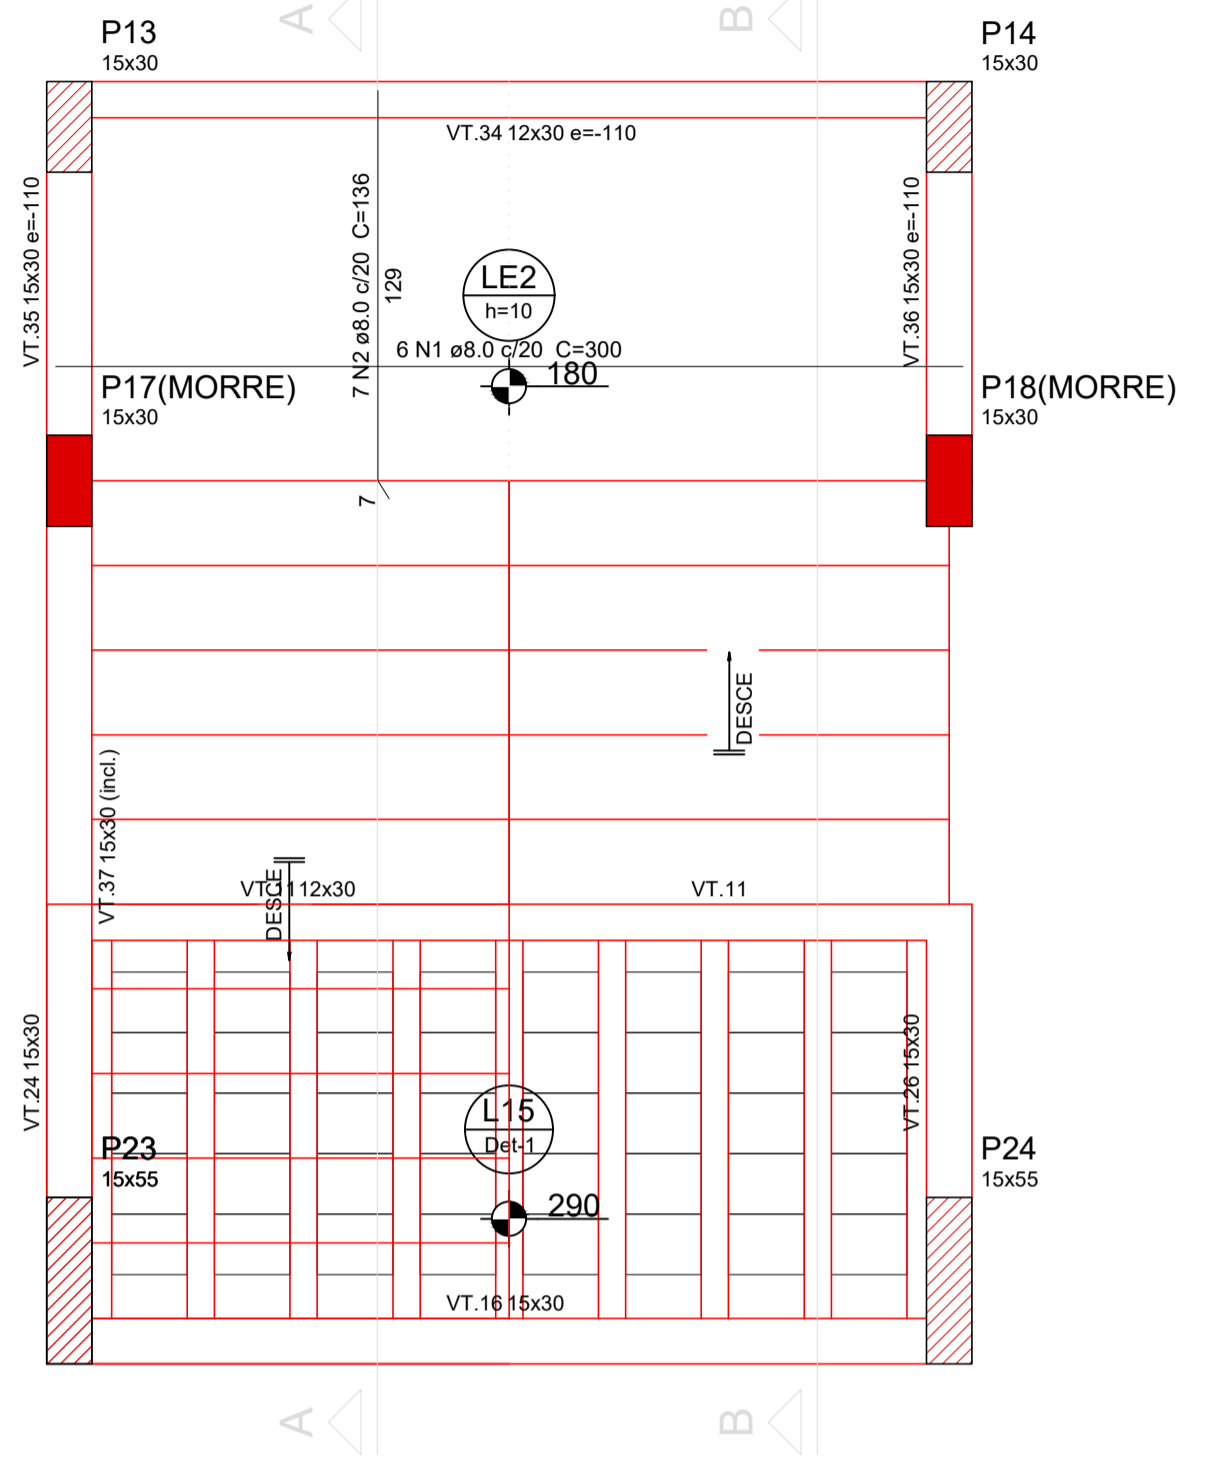 A
B
P13
15x30
P14
15x30
VT.34 12x30 e=-110
VT.35 15x30 e=-110
7 N2 ø8.0 c/20 C=136
129
VT.36 15x30 e=-110
LE2
h=10
6 N1 ø8.0 c/20 C=300
180
P17(MORRE)
15x30
P18(MORRE)
15x30
7
DESCE
VT.37 15x30 (incl.)
DESCE
VT.11 12x30
VT.11
VT.24 15x30
VT.26 15x30
L15
Det-1
P23
15x55
P24
15x55
290
VT.16 15x30
A
B